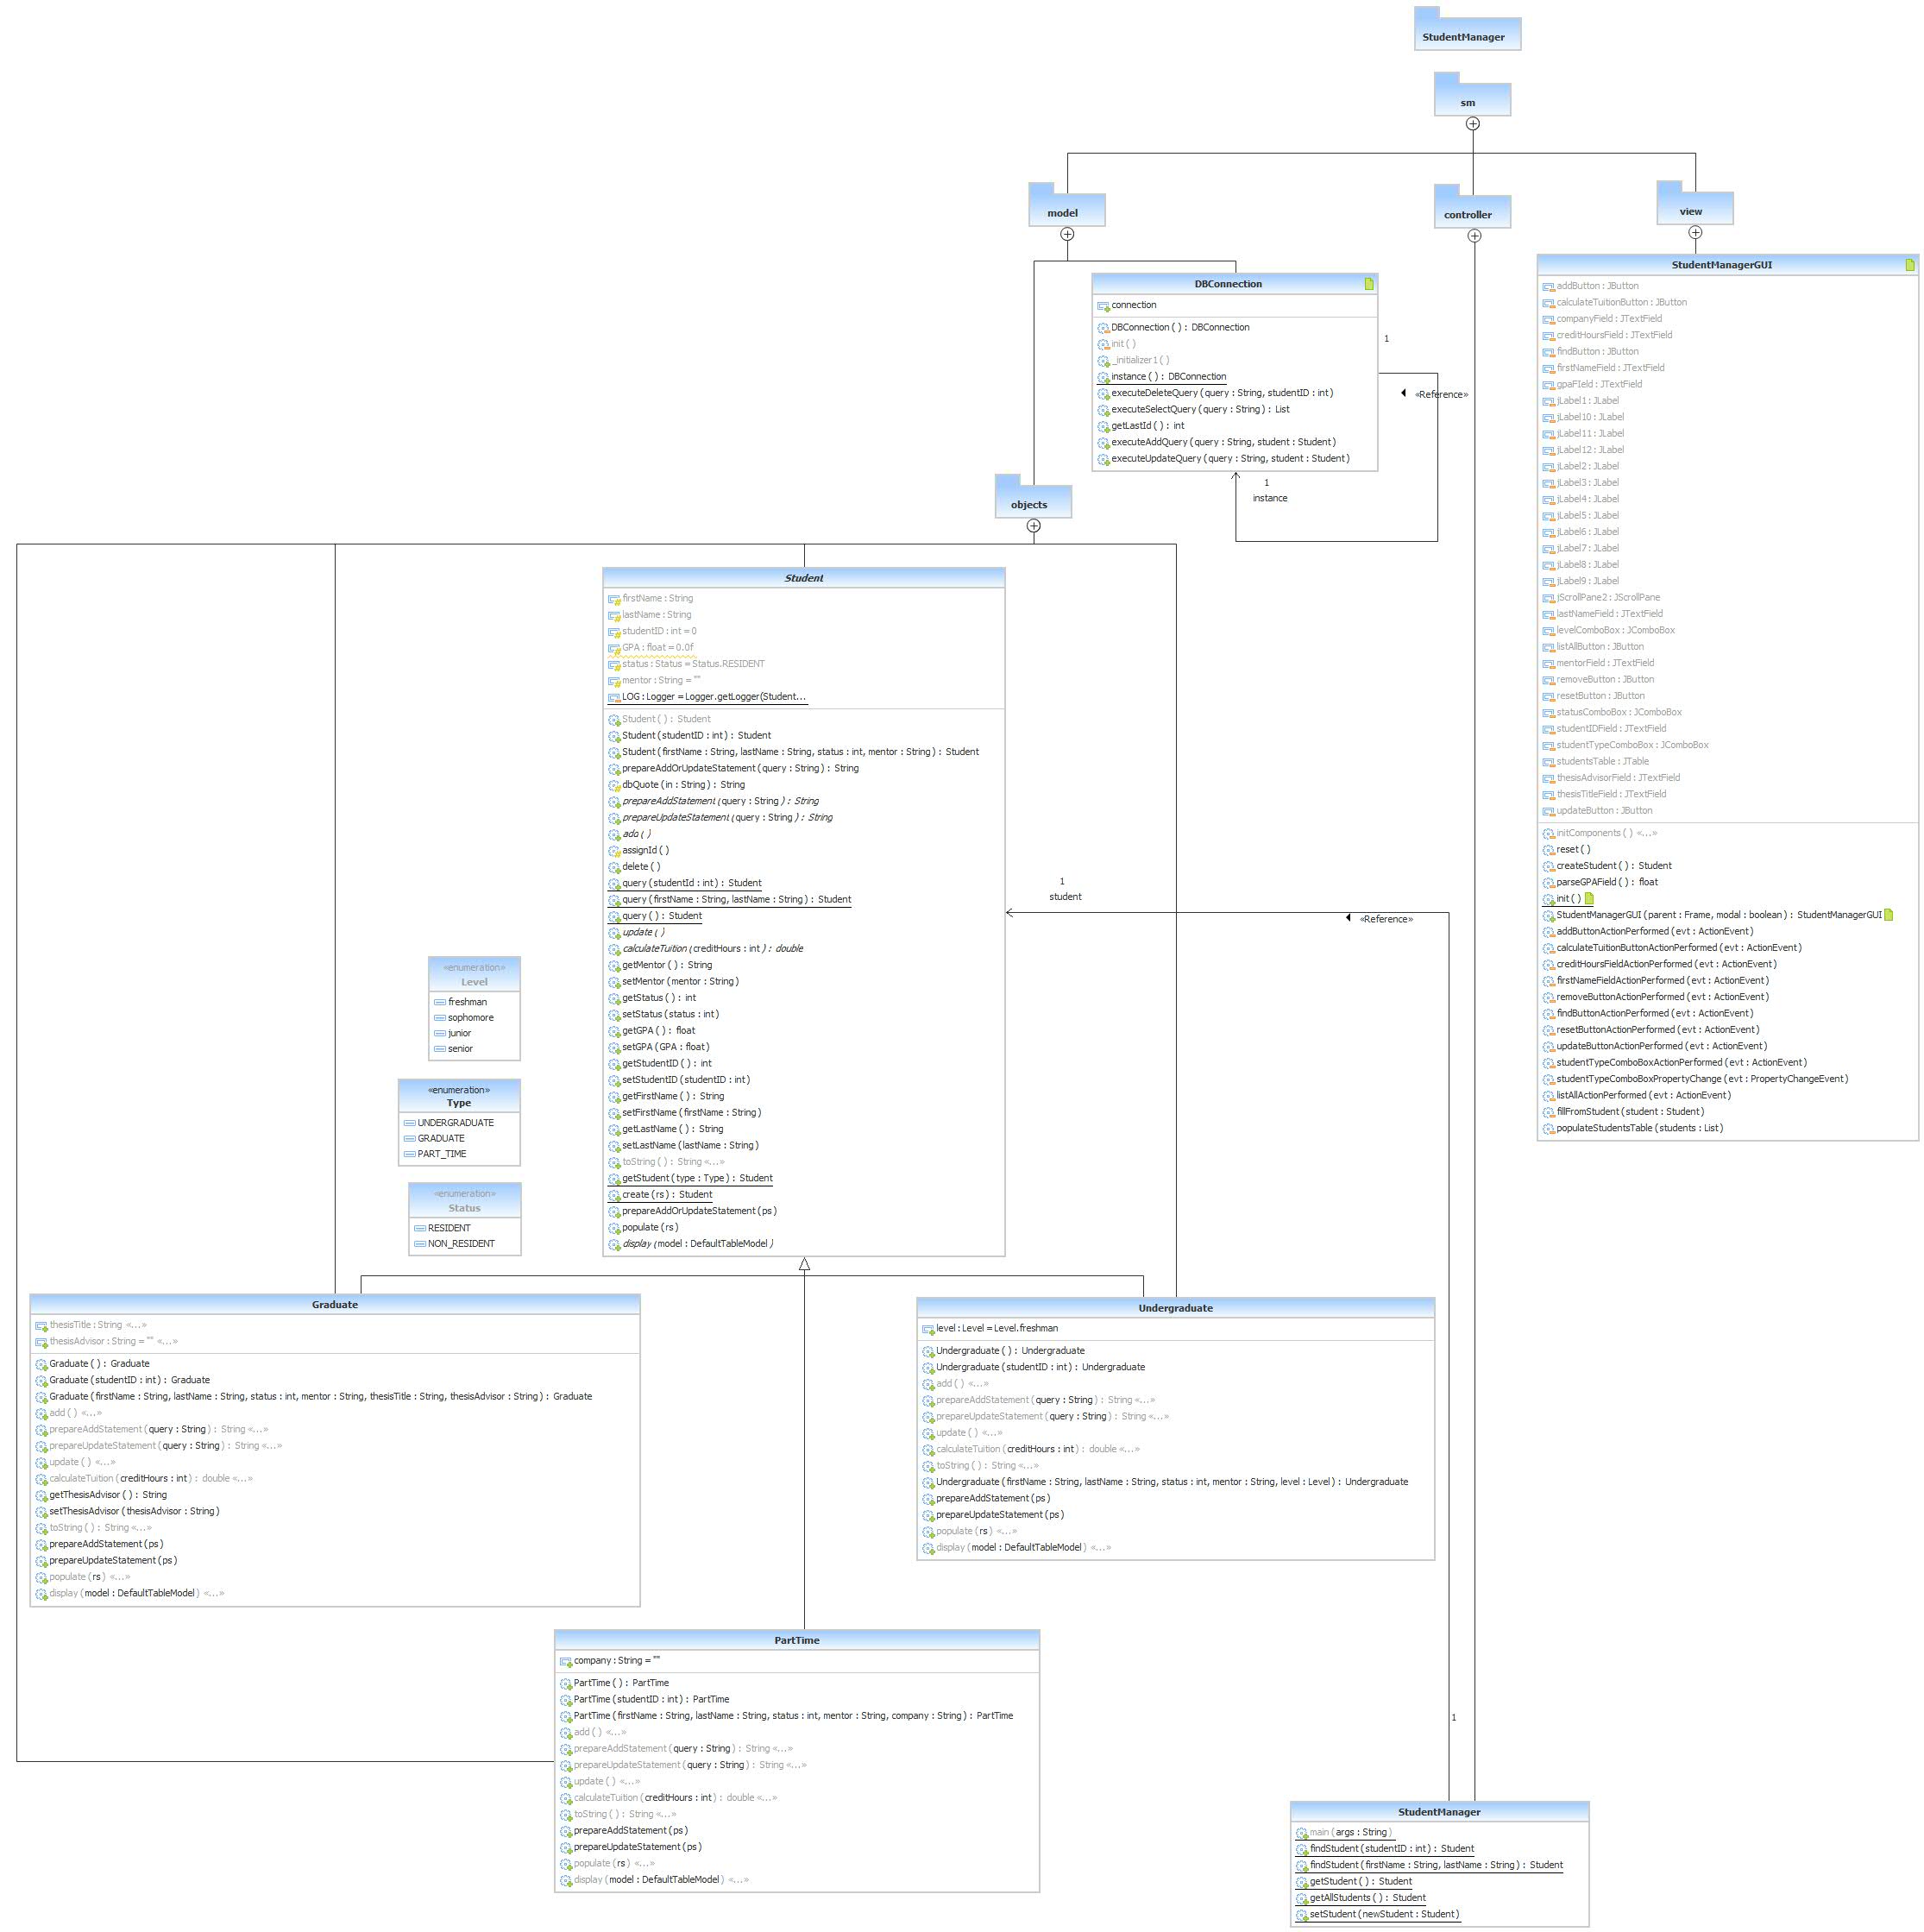 StudentManager
sm
model
controller
view
DBConnection
connection
DBConnection ( ) : DBConnection
init ( )
_initializer1 ( )
instance ( ) : DBConnection
executeDeleteQuery ( query : String, studentID : int )
executeSelectQuery ( query : String ) : List
getLastId ( ) : int
executeAddQuery ( query : String, student : Student )
executeUpdateQuery ( query : String, student : Student )
1
«Reference»
1
instance
StudentManagerGUI
addButton : JButton
calculateTuitionButton : JButton
companyField : JTextField
creditHoursField : JTextField
findButton : JButton
firstNameField : JTextField
gpaFIeld : JTextField
jLabel1 : JLabel
jLabel10 : JLabel
jLabel11 : JLabel
jLabel12 : JLabel
jLabel2 : JLabel
jLabel3 : JLabel
jLabel4 : JLabel
jLabel5 : JLabel
jLabel6 : JLabel
jLabel7 : JLabel
jLabel8 : JLabel
jLabel9 : JLabel
jScrollPane2 : JScrollPane
lastNameField : JTextField
levelComboBox : JComboBox
listAllButton : JButton
mentorField : JTextField
removeButton : JButton
resetButton : JButton
statusComboBox : JComboBox
studentIDField : JTextField
studentTypeComboBox : JComboBox
studentsTable : JTable
thesisAdvisorField : JTextField
thesisTitleField : JTextField
updateButton : JButton
initComponents ( ) «...»
reset ( )
createStudent ( ) : Student
parseGPAField ( ) : float
init ( )
StudentManagerGUI ( parent : Frame, modal : boolean ) : StudentManagerGUI
addButtonActionPerformed ( evt : ActionEvent )
calculateTuitionButtonActionPerformed ( evt : ActionEvent )
creditHoursFieldActionPerformed ( evt : ActionEvent )
firstNameFieldActionPerformed ( evt : ActionEvent )
removeButtonActionPerformed ( evt : ActionEvent )
findButtonActionPerformed ( evt : ActionEvent )
resetButtonActionPerformed ( evt : ActionEvent )
updateButtonActionPerformed ( evt : ActionEvent )
studentTypeComboBoxActionPerformed ( evt : ActionEvent )
studentTypeComboBoxPropertyChange ( evt : PropertyChangeEvent )
listAllActionPerformed ( evt : ActionEvent )
fillFromStudent ( student : Student )
populateStudentsTable ( students : List )
objects
Student
firstName : String
lastName : String
studentID : int = 0
GPA : float = 0.0f
status : Status = Status.RESIDENT
mentor : String = ""
LOG : Logger = Logger.getLogger(Student...
Student ( ) : Student
Student ( studentID : int ) : Student
Student ( firstName : String, lastName : String, status : int, mentor : String ) : Student
prepareAddOrUpdateStatement ( query : String ) : String
dbQuote ( in : String ) : String
prepareAddStatement ( query : String ) : String
prepareUpdateStatement ( query : String ) : String
add ( )
assignId ( )
delete ( )
query ( studentId : int ) : Student
query ( firstName : String, lastName : String ) : Student
query ( ) : Student
update ( )
calculateTuition ( creditHours : int ) : double
getMentor ( ) : String
setMentor ( mentor : String )
getStatus ( ) : int
setStatus ( status : int )
getGPA ( ) : float
setGPA ( GPA : float )
getStudentID ( ) : int
setStudentID ( studentID : int )
getFirstName ( ) : String
setFirstName ( firstName : String )
getLastName ( ) : String
setLastName ( lastName : String )
toString ( ) : String «...»
getStudent ( type : Type ) : Student
create ( rs ) : Student
prepareAddOrUpdateStatement ( ps )
populate ( rs )
display ( model : DefaultTableModel )
1
student
«Reference»
«enumeration»
Level
freshman
sophomore
junior
senior
«enumeration»
Type
UNDERGRADUATE
GRADUATE
PART_TIME
«enumeration»
Status
RESIDENT
NON_RESIDENT
Graduate
thesisTitle : String «...»
thesisAdvisor : String = "" «...»
Graduate ( ) : Graduate
Graduate ( studentID : int ) : Graduate
Graduate ( firstName : String, lastName : String, status : int, mentor : String, thesisTitle : String, thesisAdvisor : String ) : Graduate
add ( ) «...»
prepareAddStatement ( query : String ) : String «...»
prepareUpdateStatement ( query : String ) : String «...»
update ( ) «...»
calculateTuition ( creditHours : int ) : double «...»
getThesisAdvisor ( ) : String
setThesisAdvisor ( thesisAdvisor : String )
toString ( ) : String «...»
prepareAddStatement ( ps )
prepareUpdateStatement ( ps )
populate ( rs ) «...»
display ( model : DefaultTableModel ) «...»
Undergraduate
level : Level = Level.freshman
Undergraduate ( ) : Undergraduate
Undergraduate ( studentID : int ) : Undergraduate
add ( ) «...»
prepareAddStatement ( query : String ) : String «...»
prepareUpdateStatement ( query : String ) : String «...»
update ( ) «...»
calculateTuition ( creditHours : int ) : double «...»
toString ( ) : String «...»
Undergraduate ( firstName : String, lastName : String, status : int, mentor : String, level : Level ) : Undergraduate
prepareAddStatement ( ps )
prepareUpdateStatement ( ps )
populate ( rs ) «...»
display ( model : DefaultTableModel ) «...»
PartTime
company : String = ""
PartTime ( ) : PartTime
PartTime ( studentID : int ) : PartTime
PartTime ( firstName : String, lastName : String, status : int, mentor : String, company : String ) : PartTime
add ( ) «...»
prepareAddStatement ( query : String ) : String «...»
prepareUpdateStatement ( query : String ) : String «...»
update ( ) «...»
calculateTuition ( creditHours : int ) : double «...»
toString ( ) : String «...»
prepareAddStatement ( ps )
prepareUpdateStatement ( ps )
populate ( rs ) «...»
display ( model : DefaultTableModel ) «...»
1
StudentManager
main ( args : String )
findStudent ( studentID : int ) : Student
findStudent ( firstName : String, lastName : String ) : Student
getStudent ( ) : Student
getAllStudents ( ) : Student
setStudent ( newStudent : Student )